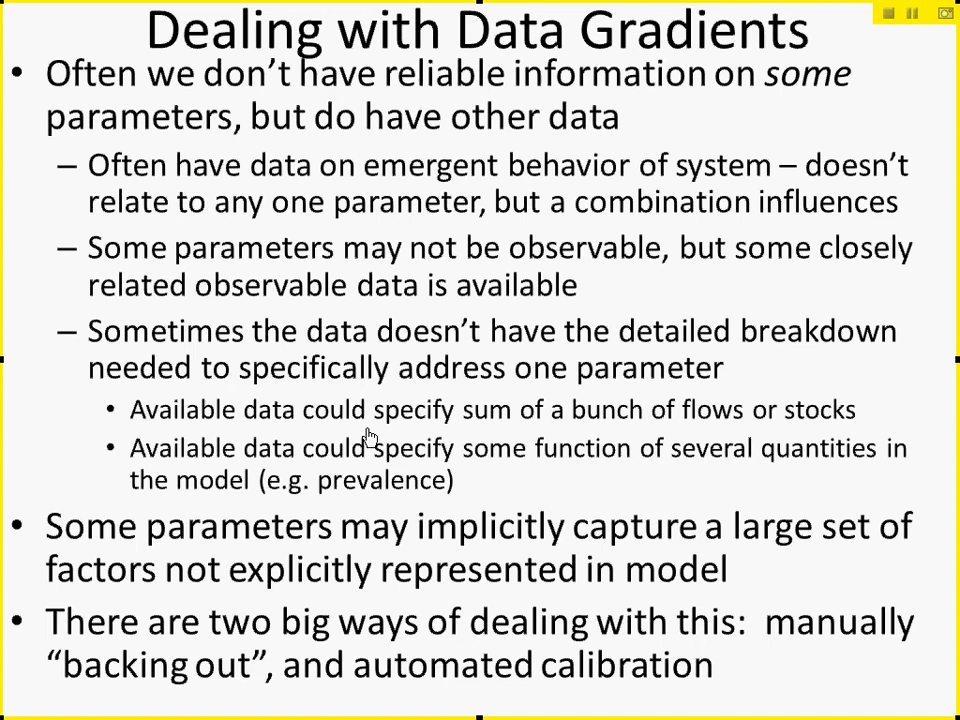 Dealing with Data Gradients
• Often we don’t have reliable information on some
parameters, but do have other data
– Often have data on emergent behavior of system – doesn’t
relate to any one parameter, but a combination influences
– Some parameters may not be observable, but some closely
related observable data is available
– Sometimes the data doesn’t have the detailed breakdown
needed to specifically address one parameter
• Available data could specify sum of a bunch of flows or stocks
• Available data could specify some function of several quantities in
the model (e.g. prevalence)
• Some parameters may implicitly capture a large set of
factors not explicitly represented in model
• There are two big ways of dealing with this:  manually
“backing out”, and automated calibration